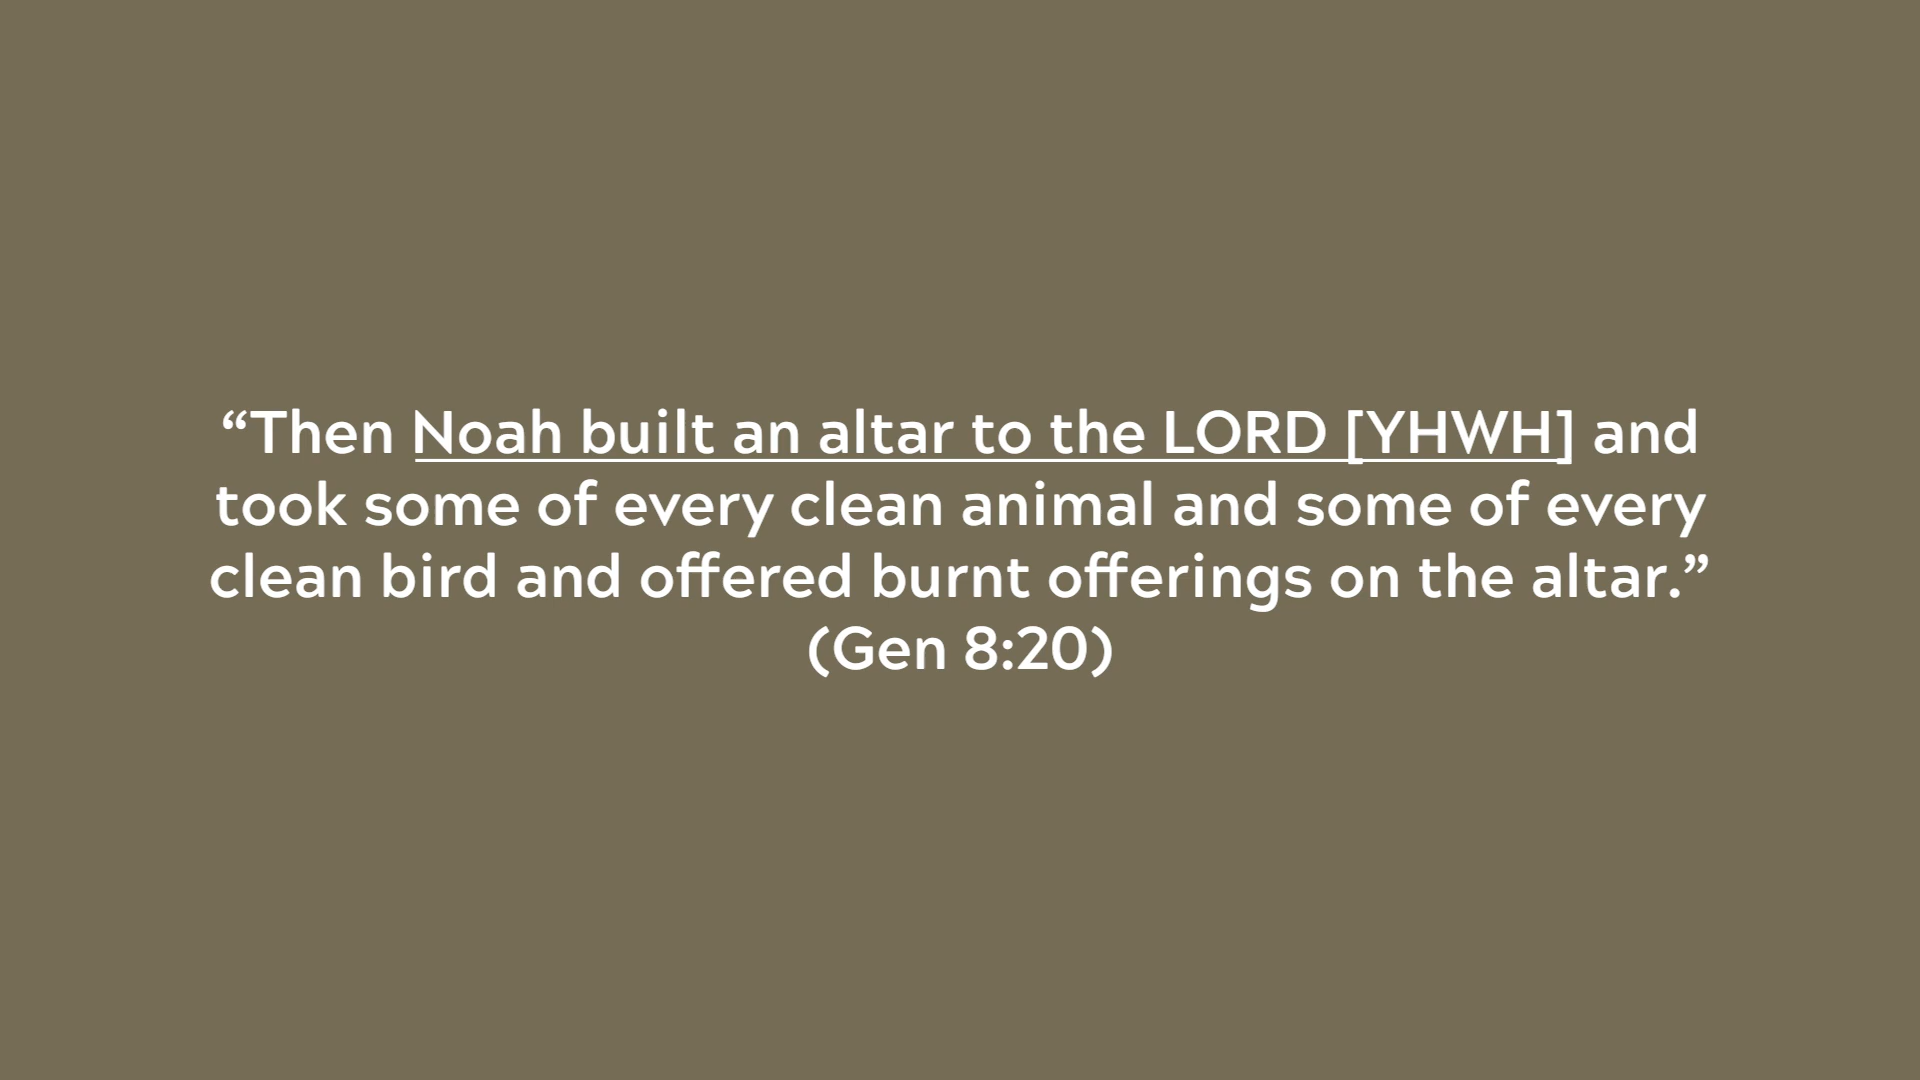 “Then Noah built an altar to the LORD [YHWH] and
took some of every clean animal and some of every
clean bird and offered burnt offerings on the altar.”
(Gen 8:20)